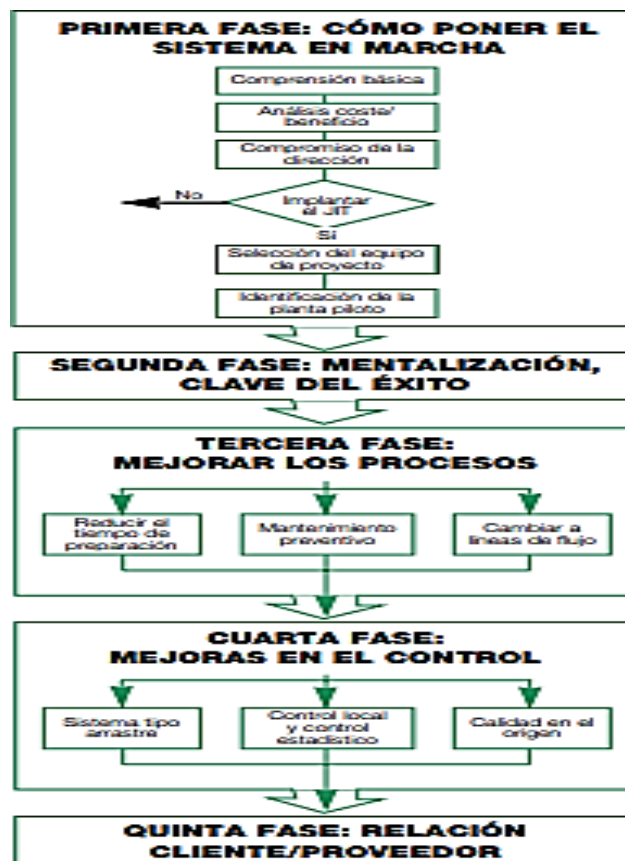 PRIMERA FASE: CÓMO PONER EL
SISTEMA EN MARCHA
Comprensión básica
Análisis coste/
beneficio
Compromiso de la
dirección
No
Implantar
el JIT
Si
Selección del equipo
de proyecto
Identificación de la
planta piloto
SEGUNDA FASE: MENTALIZACIÓN,
CLAVE DEL ÉXITO
TERCERA FASE:
MEJORAR LOS PROCESOS
Reducir el
tiempo de
preparación
Mantenimiento
preventivo
Cambiar a
líneas de flujo
CUARTA FASE:
MEJORAS EN EL CONTROL
Sistema tipo
arrastre
Control local
y control
estadístico
Calidad en el
origen
QUINTA FASE: RELACIÓN
CLIENTE/PROVEEDOR